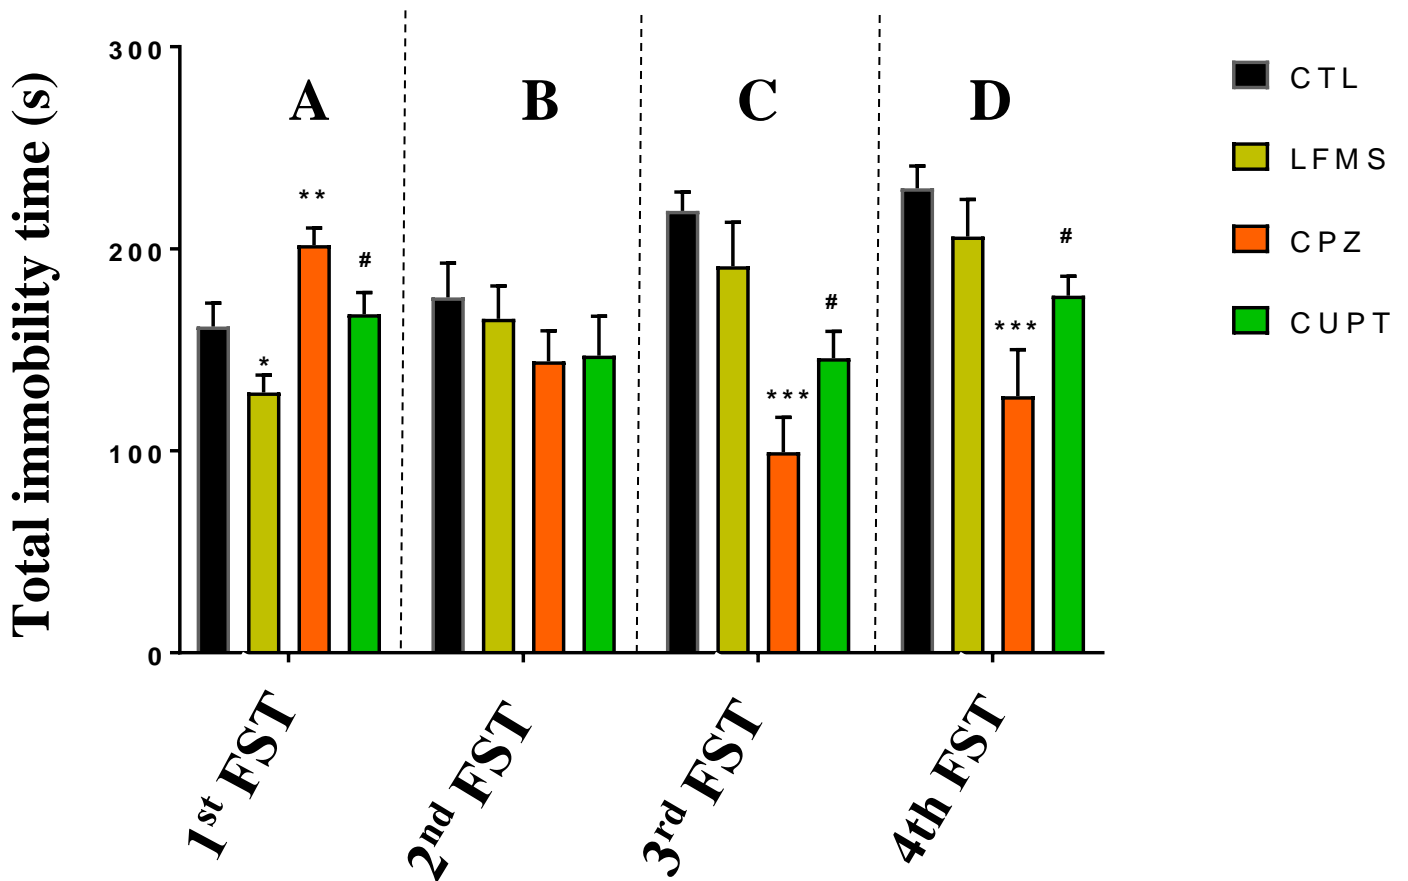 Total immobility time (s)
300
200
100
0
A
B
C
D
**
#
*
#
***
#
***
1st FST
2nd FST
3rd FST
4th FST
CTL
LFMS
CPZ
CUPT